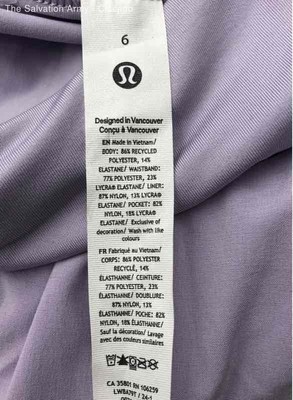 The Salvation Army
6
Designed in Vancouver
Conçu à Vancouver
EN Made in Vietnam/
BODY: 86% RECYCLED
POLYESTER, 14%
ELASTANE/ WAISTBAND:
77% POLYESTER, 23%
LYCRA® ELASTANE/ LINER:
87% NYLON, 13% LYCRA®
ELASTANE/ POCKET: 82%
NYLON, 18% LYCRA®
ELASTANE/ Exclusive of
decoration/ Wash with like
colours
FR Fabriqué au Vietnam/
CORPS: 86% POLYESTER
RECYCLÉ, 14%
ÉLASTHANNE/ CEINTURE:
77% POLYESTER, 23%
ÉLASTHANNE/ DOUBLURE:
87% NYLON, 13%
ÉLASTHANNE/ POCHE: 82%
NYLON, 18% ÉLASTHANNE/
Sauf la décoration/ Lavage
avec des couleurs similaires
CA 35801 RN 106259